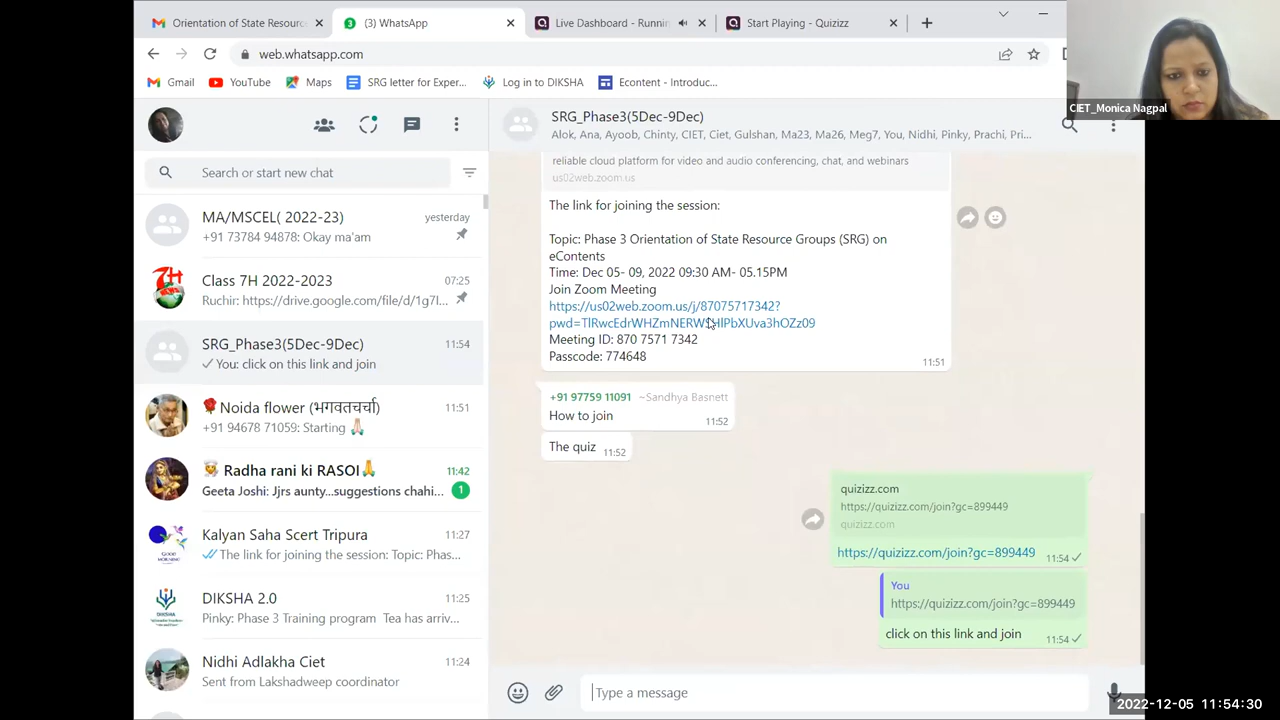 Orientation of State Resourc
(3) WhatsApp
Live Dashboard - Runnin
Start Playing - Quizizz
web.whatsapp.com
Gmail
YouTube
Maps
SRG letter for Exper...
Log in to DIKSHA
Econtent - Introduc...
CIET_Monica Nagpal
Search or start new chat
MA/MSCEL( 2022-23)
yesterday
+91 73784 94878: Okay ma'am
Class 7H 2022-2023
07:25
Ruchir: https://drive.google.com/file/d/1g7I...
SRG_Phase3(5Dec-9Dec)
11:54
You: click on this link and join
Noida flower (भगवतचर्चा)
11:51
+91 94678 71059: Starting
Radha rani ki RASOI
11:42
Geeta Joshi: Jjrs aunty...suggestions chahi...
1
Kalyan Saha Scert Tripura
11:27
The link for joining the session: Topic: Phas...
DIKSHA 2.0
11:25
Pinky: Phase 3 Training program Tea has arriv...
Nidhi Adlakha Ciet
11:24
Sent from Lakshadweep coordinator
SRG_Phase3(5Dec-9Dec)
Alok, Ana, Ayoob, Chinty, CIET, Ciet, Gulshan, Ma23, Ma26, Meg7, You, Nidhi, Pinky, Prachi, Pri...
reliable cloud platform for video and audio conferencing, chat, and webinars
us02web.zoom.us
The link for joining the session:
Topic: Phase 3 Orientation of State Resource Groups (SRG) on
eContents
Time: Dec 05- 09, 2022 09:30 AM- 05.15PM
Join Zoom Meeting
https://us02web.zoom.us/j/87075717342?
Meeting ID: 870 7571 7342
Passcode: 774648
11:51
+91 97759 11091 ~Sandhya Basnett
How to join
11:52
The quiz
11:52
quizizz.com
https://quizizz.com/join?gc=899449
quizizz.com
https://quizizz.com/join?gc=899449
11:54
You
https://quizizz.com/join?gc=899449
click on this link and join
11:54
Type a message
2022-12-05 11:54:30